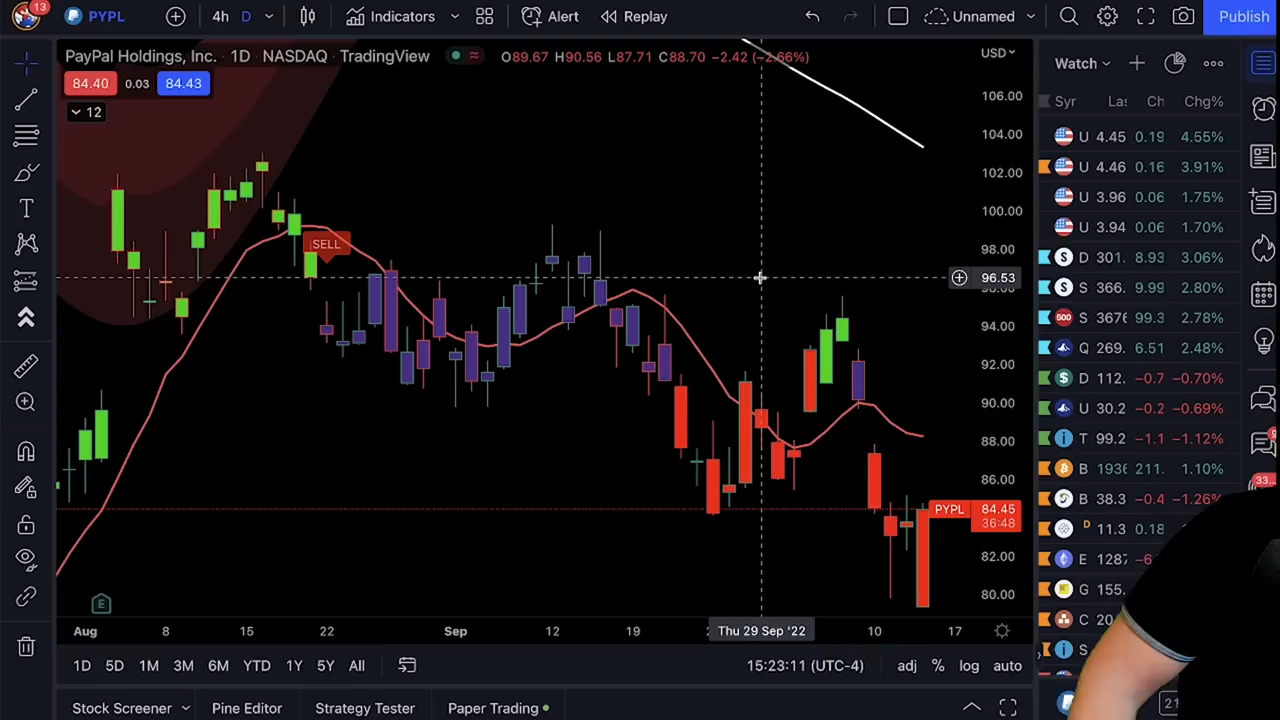 13 PYPL 4h D Indicators Alert Replay Unnamed Publish
PayPal Holdings, Inc. · 1D · NASDAQ · TradingView O89.67 H90.56 L87.71 C88.70 -2.42 (-2.66%) USD
84.40 0.03 84.43
12
SELL
106.00
104.00
102.00
100.00
98.00
96.53
94.00
92.00
90.00
88.00
86.00
PYPL 84.45
36:48
82.00
80.00
E
Aug 8 15 22 Sep 12 19 Thu 29 Sep '22 10 17
1D 5D 1M 3M 6M YTD 1Y 5Y All 15:23:11 (UTC-4) adj % log auto
Stock Screener Pine Editor Strategy Tester Paper Trading
Watch
Syr Las Ch Chg%
U 4.45 0.19 4.55%
U 4.46 0.16 3.91%
U 3.96 0.06 1.75%
U 3.94 0.06 1.70%
S D 301. 8.93 3.06%
S S 366. 9.99 2.80%
500 S 3676 99.3 2.78%
Q 269. 6.51 2.48%
D 112. -0.7 -0.70%
U 30.2 -0.2 -0.69%
T 99.2 -1.1 -1.12%
B 1936 211. 1.10%
B 38.3 -0.4 -1.26%
D 11.3 0.18
E 1287 -6
G 155.
C 20
S
33...
21